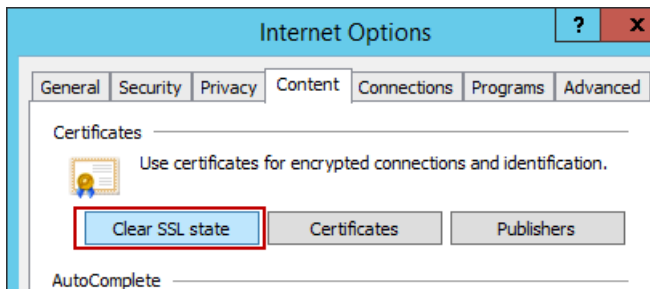 Internet Options
? x
General Security Privacy Content Connections Programs Advanced
Certificates
Use certificates for encrypted connections and identification.
Clear SSL state Certificates Publishers
AutoComplete